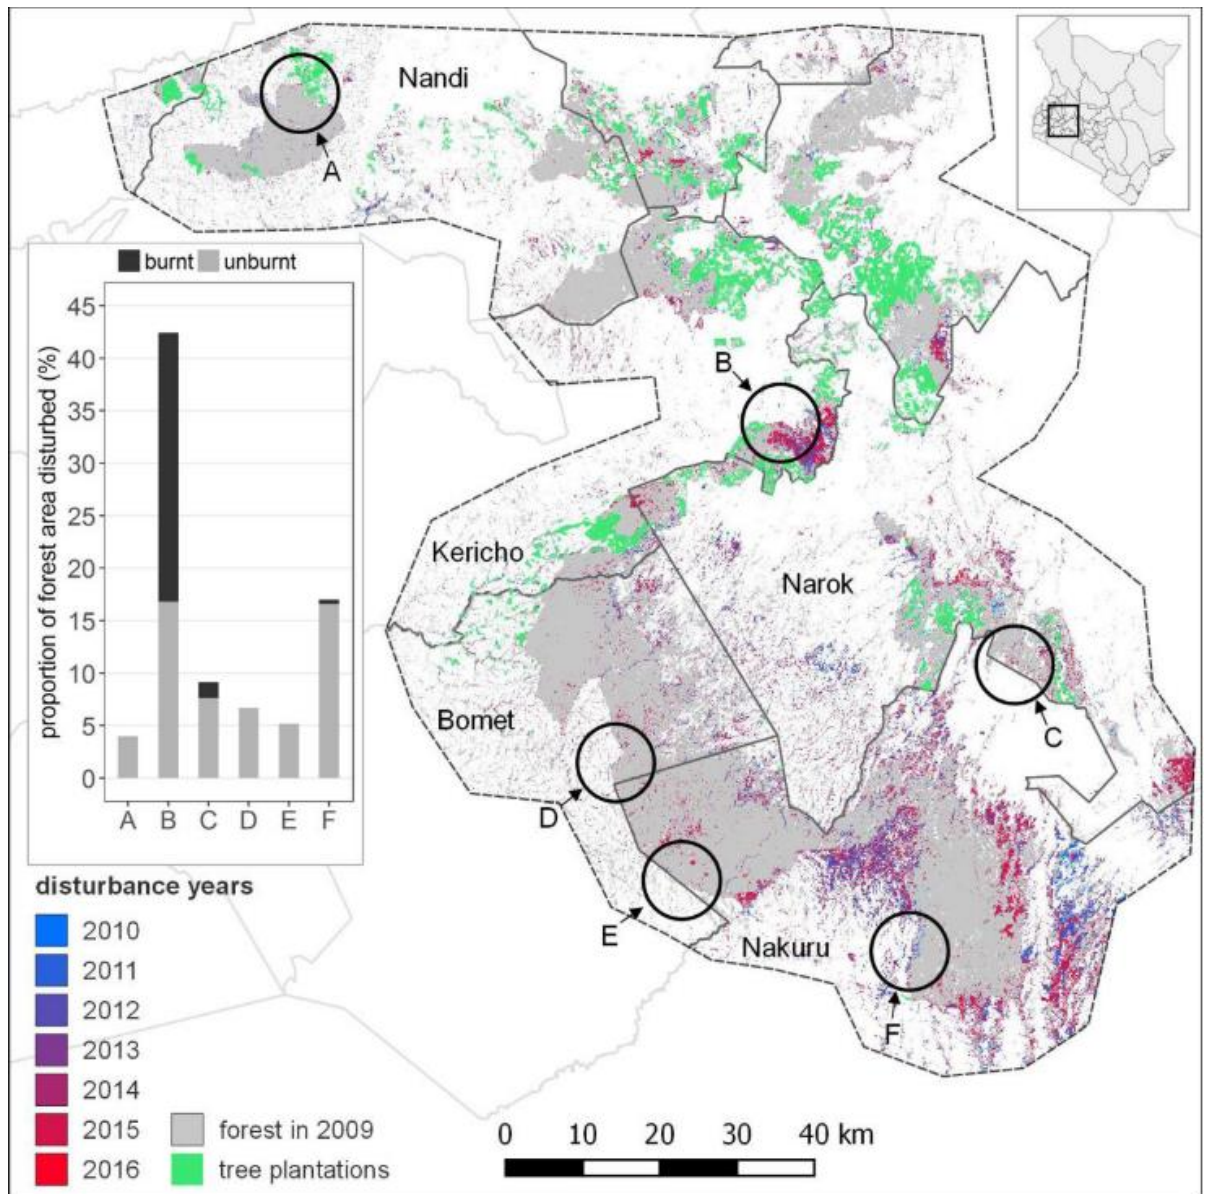 Nandi
A
burnt unburnt
proportion of forest area disturbed (%)
45
40
35
30
25
20
15
10
5
0
A B C D E F
B
Kericho
Narok
Bomet
C
D
E
Nakuru
F
disturbance years
2010
2011
2012
2013
2014
2015
2016
forest in 2009
tree plantations
0 10 20 30 40 km